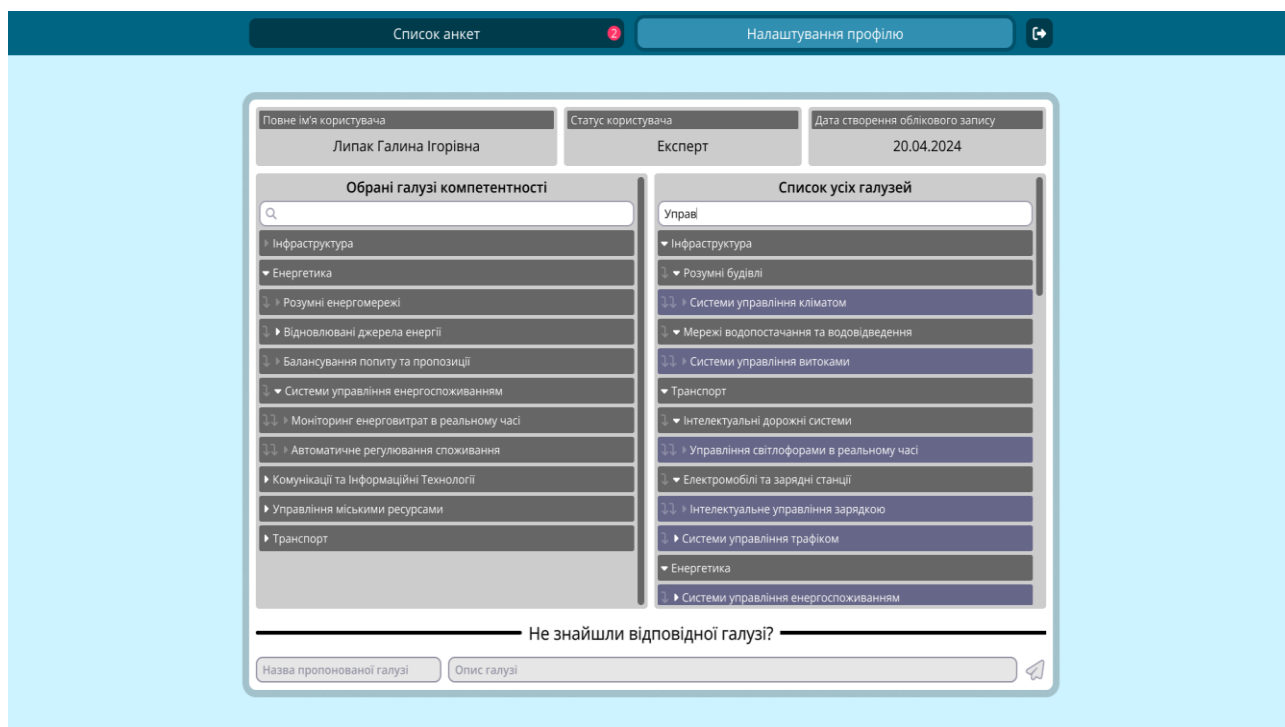 Список анкет
2
Налаштування профілю
Повне ім'я користувача
Статус користувача
Дата створення облікового запису
Липак Галина Ігорівна
Експерт
20.04.2024
Обрані галузі компетентності
Інфраструктура
Енергетика
Розумні енергомережі
Відновлювані джерела енергії
Балансування попиту та пропозиції
Системи управління енергоспоживанням
Моніторинг енерговитрат в реальному часі
Автоматичне регулювання споживання
Комунікації та Інформаційні Технології
Управління міськими ресурсами
Транспорт
Список усіх галузей
Управ
Інфраструктура
Розумні будівлі
Системи управління кліматом
Мережі водопостачання та водовідведення
Системи управління витоками
Транспорт
Інтелектуальні дорожні системи
Управління світлофорами в реальному часі
Електромобілі та зарядні станції
Інтелектуальне управління зарядкою
Системи управління трафіком
Енергетика
Системи управління енергоспоживанням
Не знайшли відповідної галузі?
Назва пропонованої галузі
Опис галузі